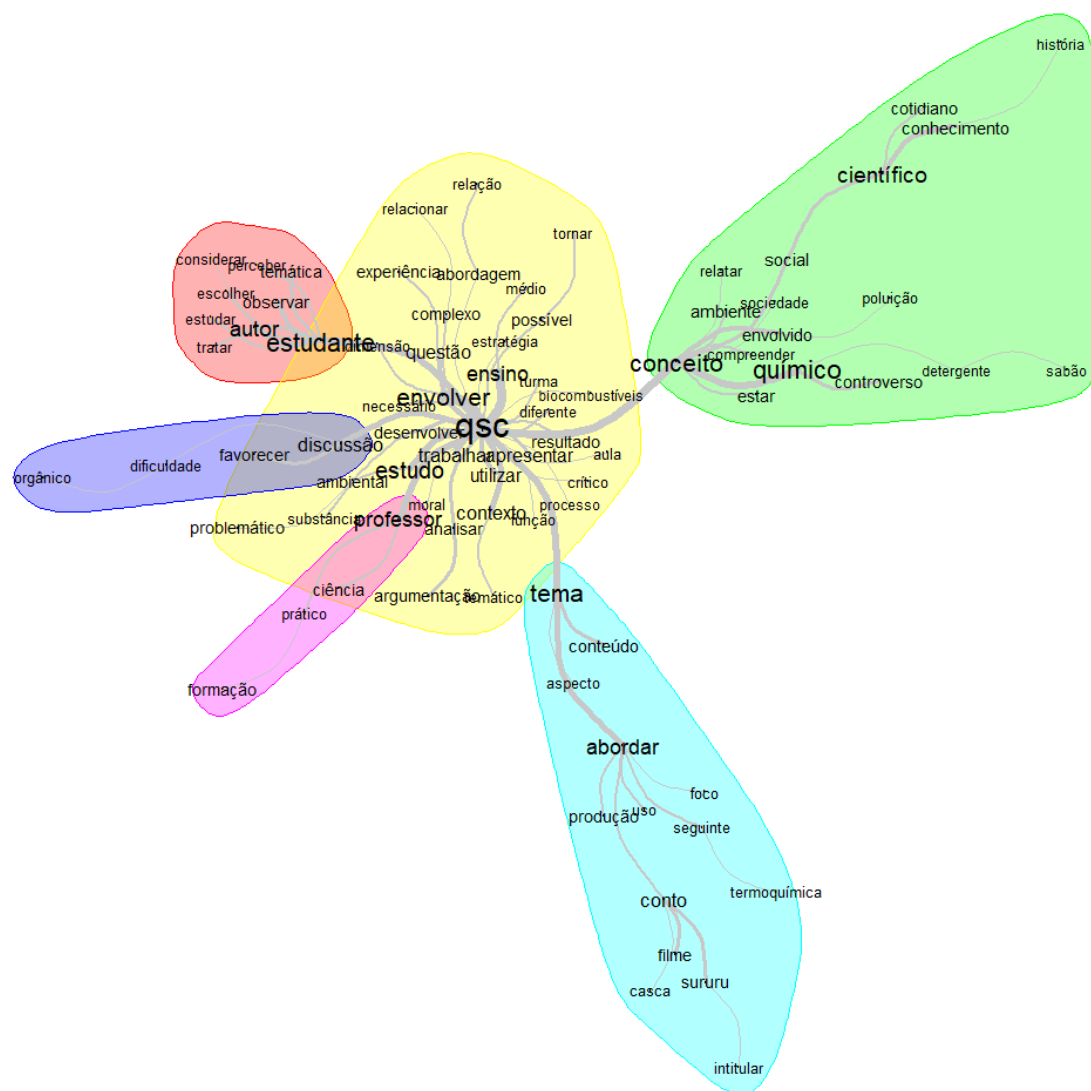 história
cotidiano
conhecimento
científico
relação
relacionar
tornar
considerar
perceber
temática
experiência
abordagem
social
relatar
médio
escolher
observar
sociedade
poluição
ambiente
complexo
possível
estudar
autor
envolvido
estudante
estratégia
tratar
dimensão
questão
compreender
conceito
químico
detergente
sabão
ensino
turma
controverso
estar
envolver
biocombustíveis
necessário
diferente
qsc
desenvolver
discussão
resultado
favorecer
trabalhar
apresentar
aula
dificuldade
estudo
utilizar
orgânico
ambiental
crítico
moral
processo
contexto
substância
professor
função
problemático
analisar
ciência
tema
argumentação
temático
prático
conteúdo
aspecto
formação
abordar
foco
uso
produção
seguinte
termoquímica
conto
filme
sururu
casca
intitular